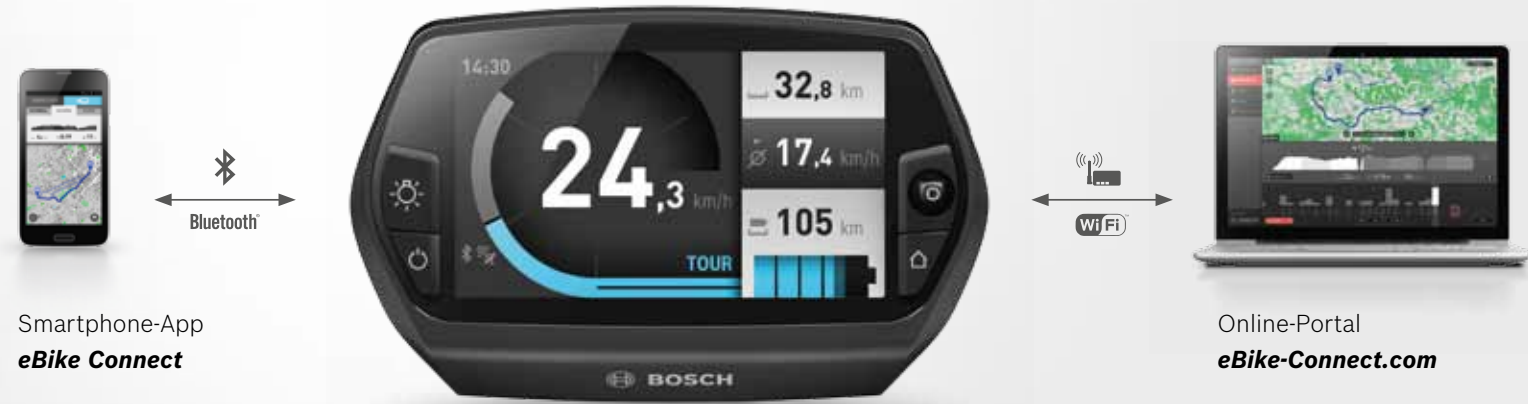 14:30
24,3 km/h
TOUR
32,8 km
17,4 km/h
105 km
BOSCH
Bluetooth®
WiFi™
Smartphone-App
eBike Connect
Online-Portal
eBike-Connect.com